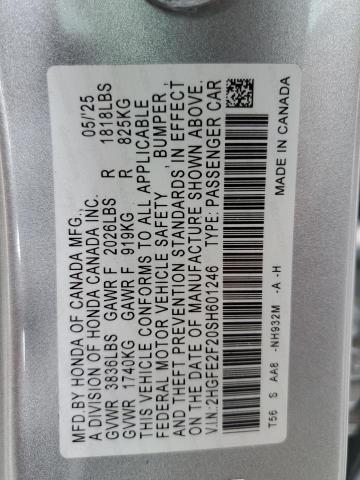 MFD. BY HONDA OF CANADA MFG.,
A DIVISION OF HONDA CANADA INC. 05/'25
GVWR 3836LBS GAWR F 2026LBS R 1818LBS
GVWR 1740KG GAWR F 919KG R 825KG
THIS VEHICLE CONFORMS TO ALL APPLICABLE
FEDERAL MOTOR VEHICLE SAFETY, BUMPER,
AND THEFT PREVENTION STANDARDS IN EFFECT
ON THE DATE OF MANUFACTURE SHOWN ABOVE.
V.I.N:2HGFE2F20SH601246 TYPE: PASSENGER CAR
MADE IN CANADA
T56 S AA8 -NH932M -A -H